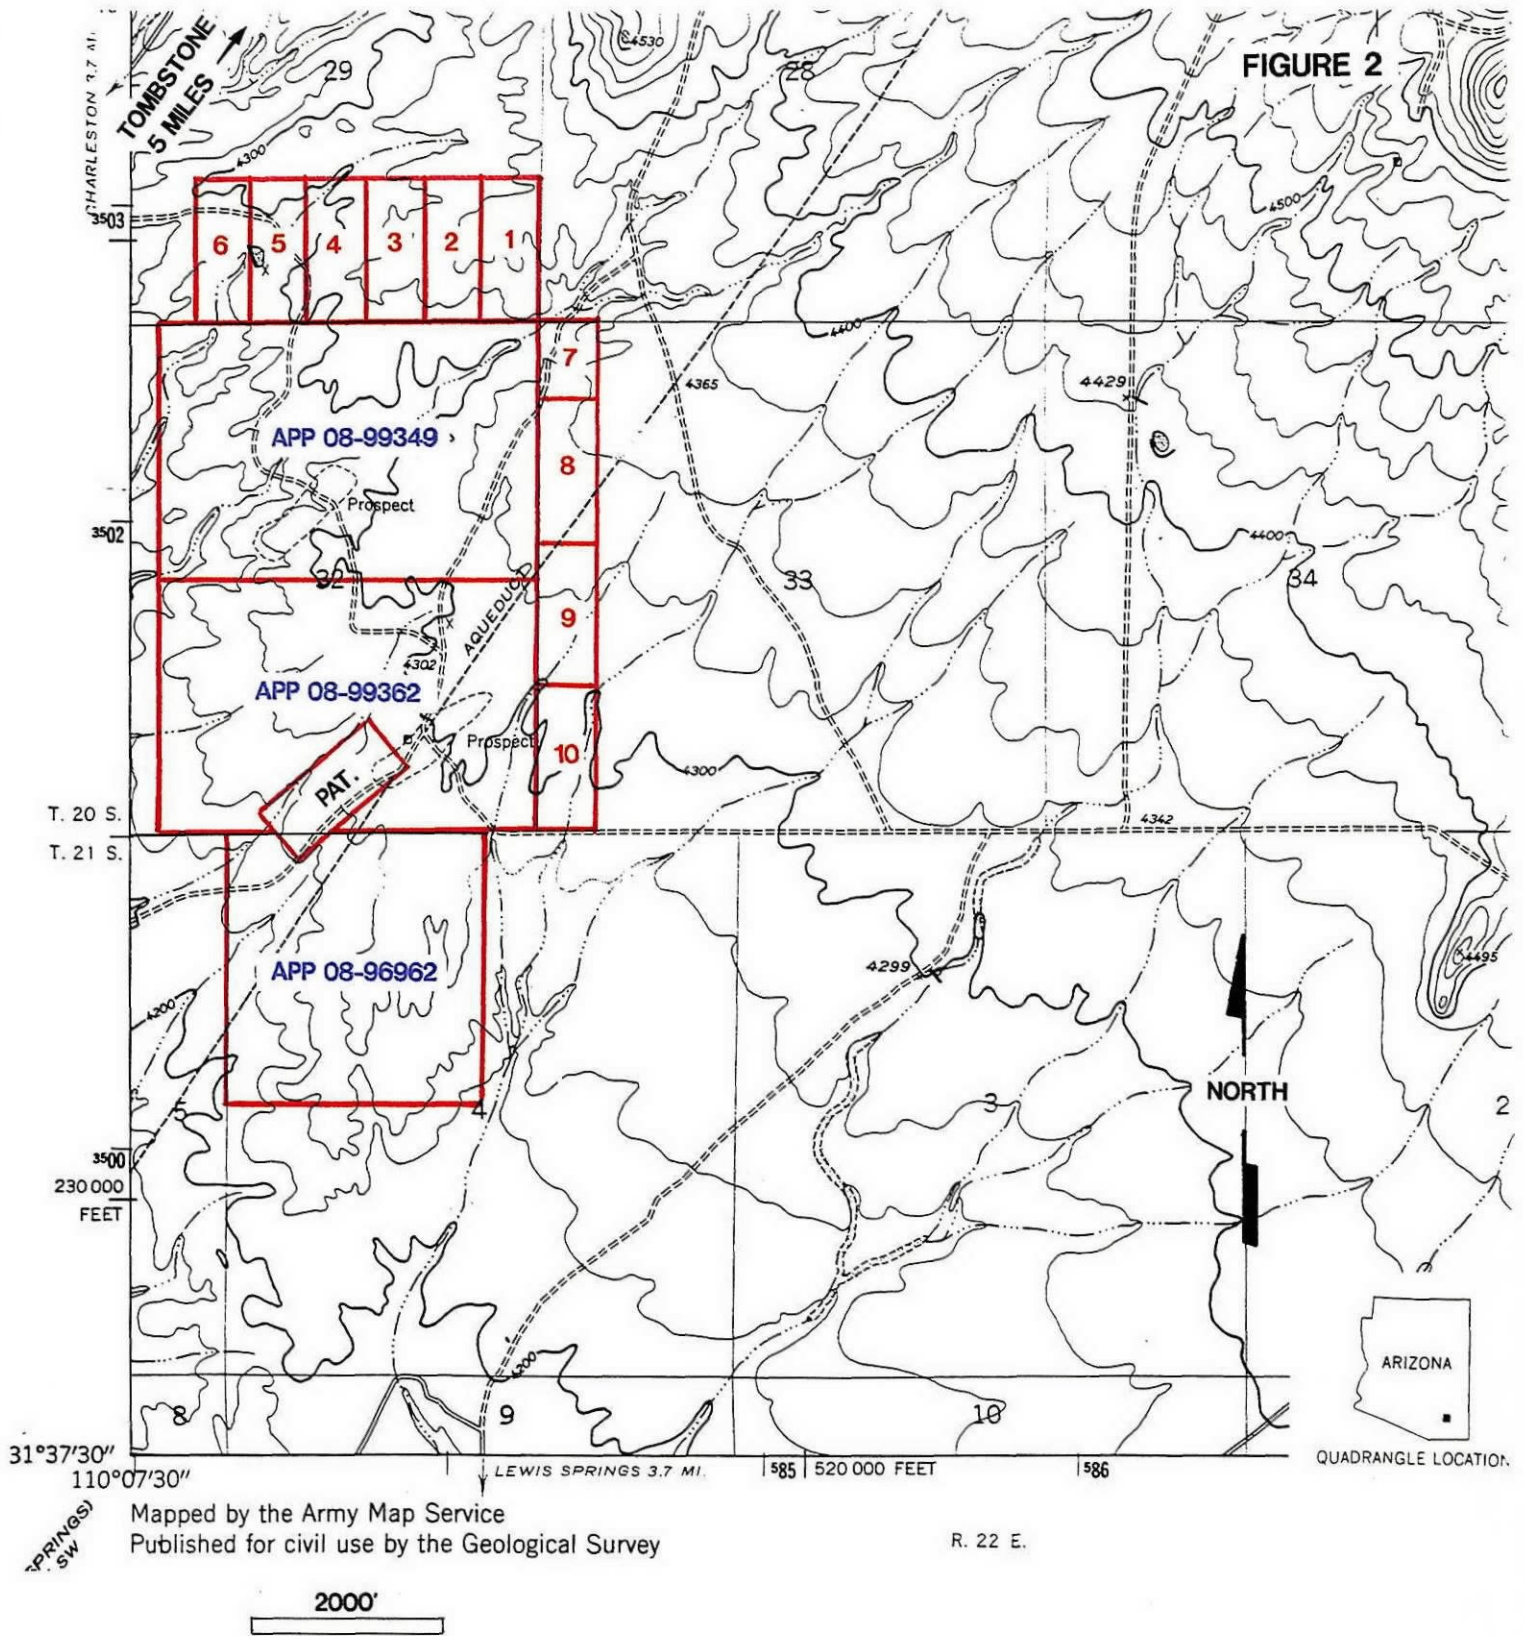 FIGURE 2
TOMBSTONE
5 MILES
CHARLESTON 3.7 MI.
29
4530
28
4300
4500
3503
6
5
4
3
2
1
7
4400
4365
4429
APP 08-99349
8
Prospect
3502
4400
32
33
34
AQUEDUCT
9
4302
APP 08-99362
Prospect
10
PAT.
4300
T. 20 S.
4342
T. 21 S.
4299
4495
APP 08-96962
4200
NORTH
5
4
3
2
3500
230 000
FEET
4200
ARIZONA
8
9
10
31°37'30"
QUADRANGLE LOCATION
110°07'30"
LEWIS SPRINGS 3.7 MI.
585
520 000 FEET
586
SPRINGS)
SW
Mapped by the Army Map Service
Published for civil use by the Geological Survey
R. 22 E.
2000'